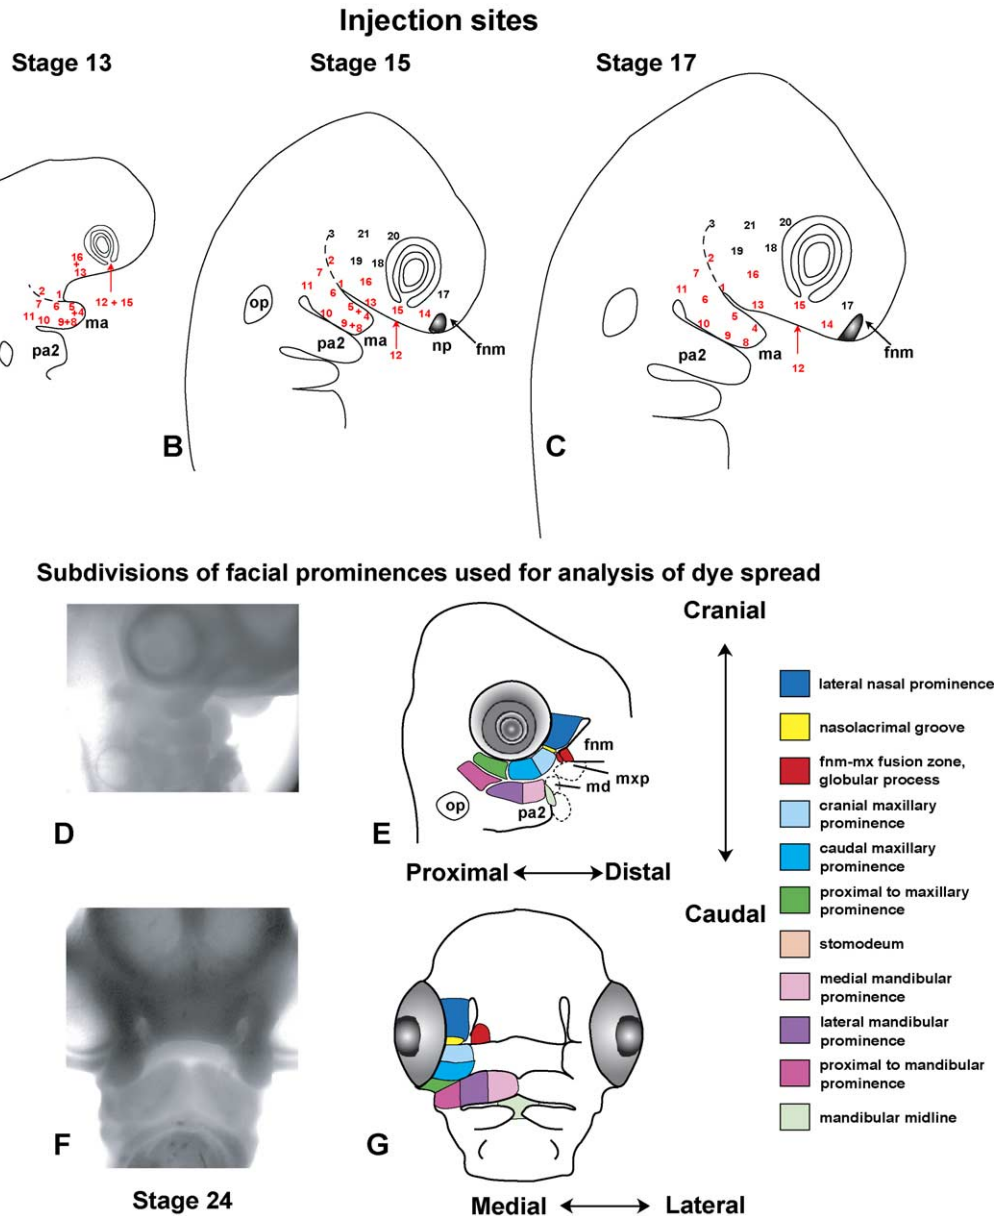 Injection sites
Stage 13
Stage 15
Stage 17
16
+
13
12 + 15
2
1
7
6
5
+4
11
10
9+8
ma
pa2
3
21
20
2
19
18
7
16
11
1
6
13
17
5
+
4
15
14
10
9+8
op
pa2
ma
12
np
fnm
B
3
21
20
2
19
18
7
16
11
1
6
13
15
17
5
10
4
14
9
8
pa2
ma
12
fnm
C
Subdivisions of facial prominences used for analysis of dye spread
D
fnm
mxp
md
op
pa2
E
Proximal
Distal
Cranial
Caudal
lateral nasal prominence
nasolacrimal groove
fnm-mx fusion zone,
globular process
cranial maxillary
prominence
caudal maxillary
prominence
proximal to maxillary
prominence
stomodeum
medial mandibular
prominence
lateral mandibular
prominence
proximal to mandibular
prominence
mandibular midline
F
G
Stage 24
Medial
Lateral